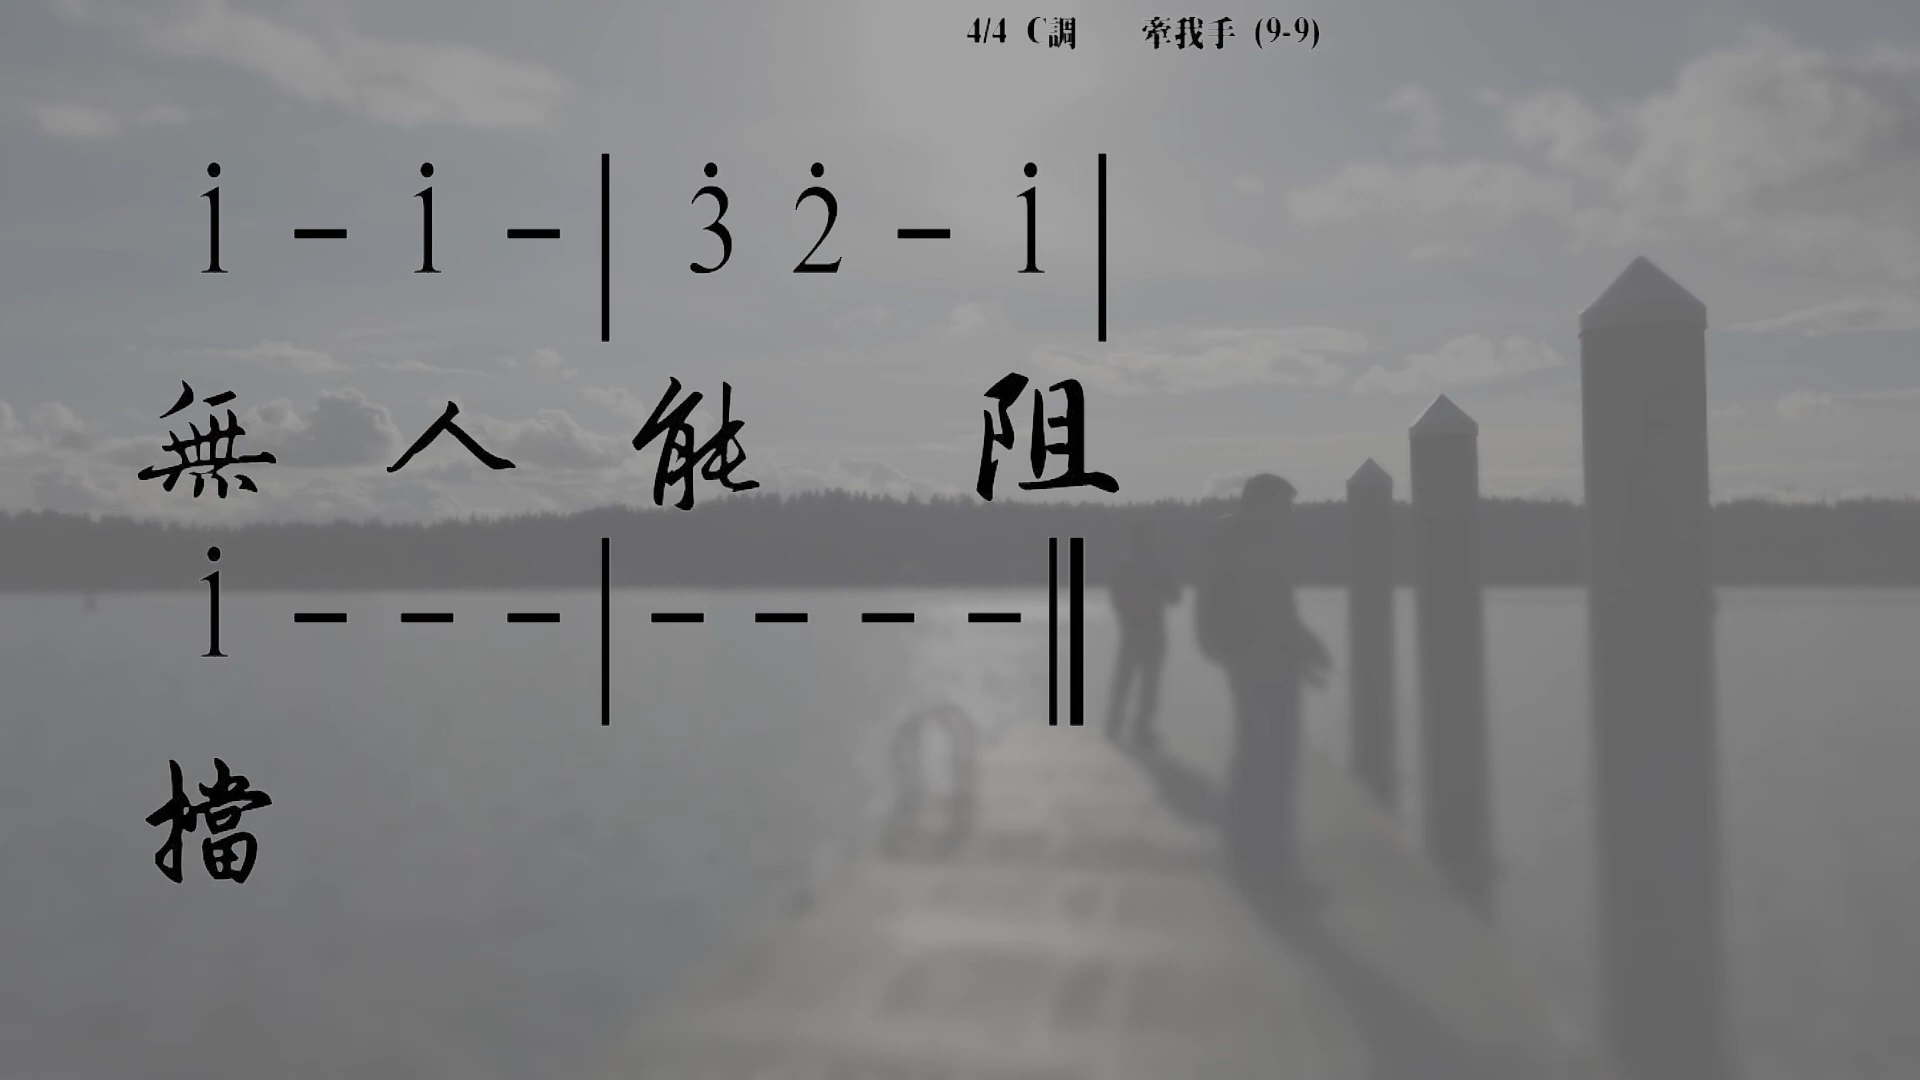 4/4 C調 牽我手 (9-9)
i̇ - i̇ - | 3̇ 2̇ - i̇ |
無 人 能 阻
i̇ - - - | - - - - ||
擋